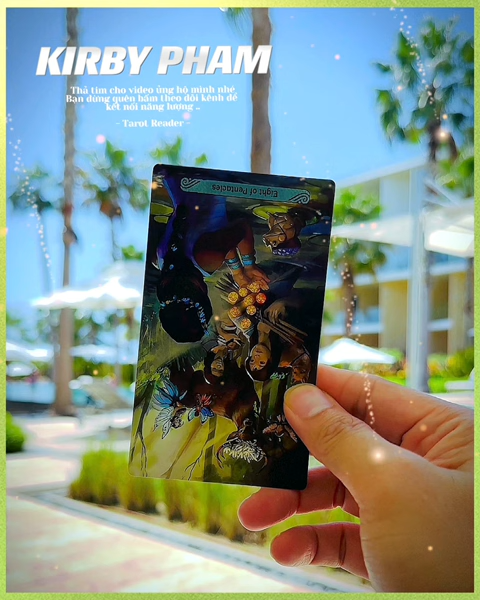 KIRBY PHAM
Thả tim cho video ủng hộ mình nhé
Bạn đừng quên bấm theo dõi kênh để
kết nối năng lượng ..
- Tarot Reader -
Eight of Pentacles